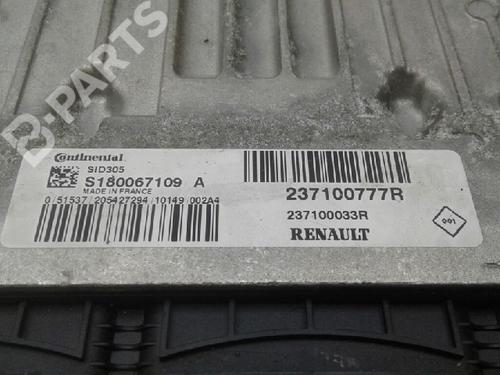 B-PARTS
Continental
SID305
S180067109 A
MADE IN FRANCE
0/51537 205427294 /10149 002A4
237100777R
237100033R
RENAULT
001